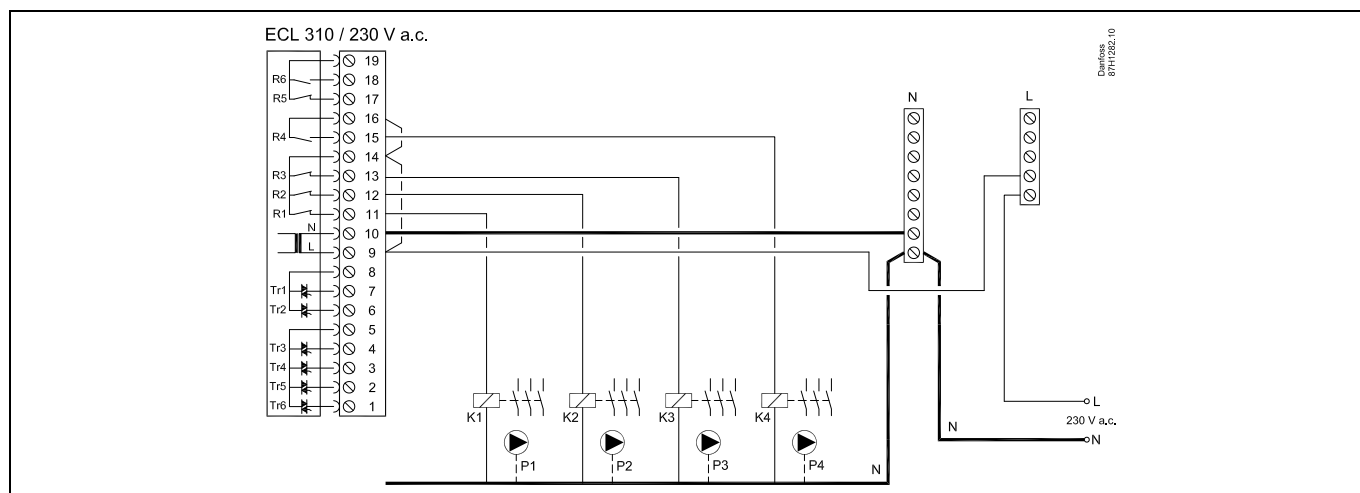 ECL 310 / 230 V a.c.
Danfoss
87H1282.10
19
R6 18
R5 17
16
R4 15
14
R3 13
R2 12
R1 11
N 10
L 9
8
Tr1 7
Tr2 6
5
Tr3 4
Tr4 3
Tr5 2
Tr6 1
N L
K1 K2 K3 K4
P1 P2 P3 P4
N
L
230 V a.c.
N
N